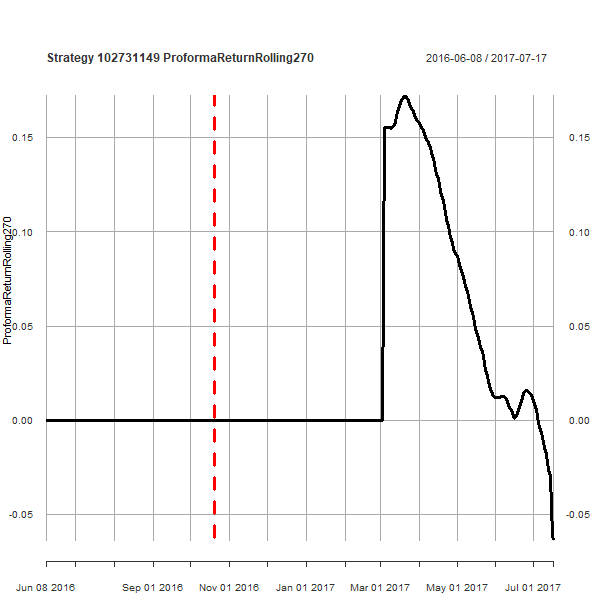 Strategy 102731149 ProformaReturnRolling270 2016-06-08 / 2017-07-17
0.15 0.15
0.10 0.10
ProformaReturnRolling270
0.05 0.05
0.00 0.00
-0.05 -0.05
Jun 08 2016 Sep 01 2016 Nov 01 2016 Jan 01 2017 Mar 01 2017 May 01 2017 Jul 01 2017